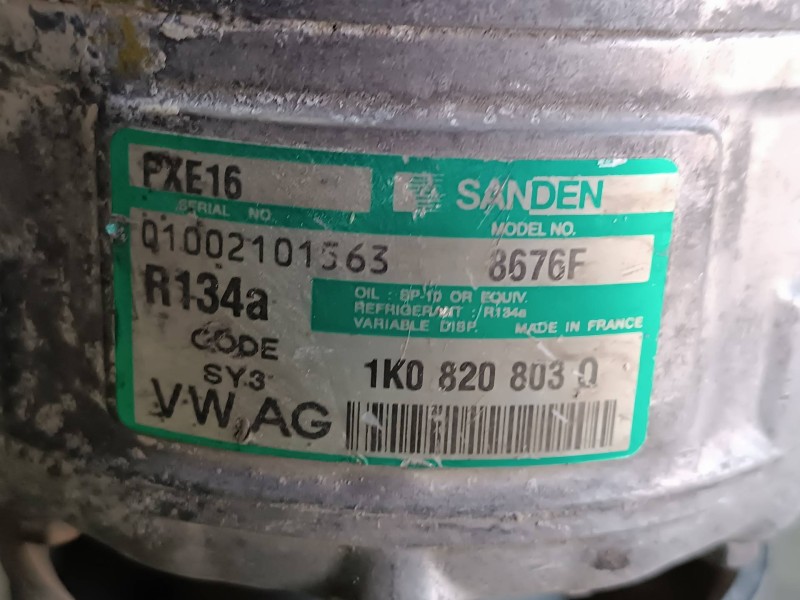 PXE16
SANDEN
SERIAL NO.
MODEL NO.
Q1002101563
8676F
R134a
OIL : SP-10 OR EQUIV.
REFRIGERANT : R134a
VARIABLE DISP. MADE IN FRANCE
CODE
SY3
1K0 820 803 Q
VW AG